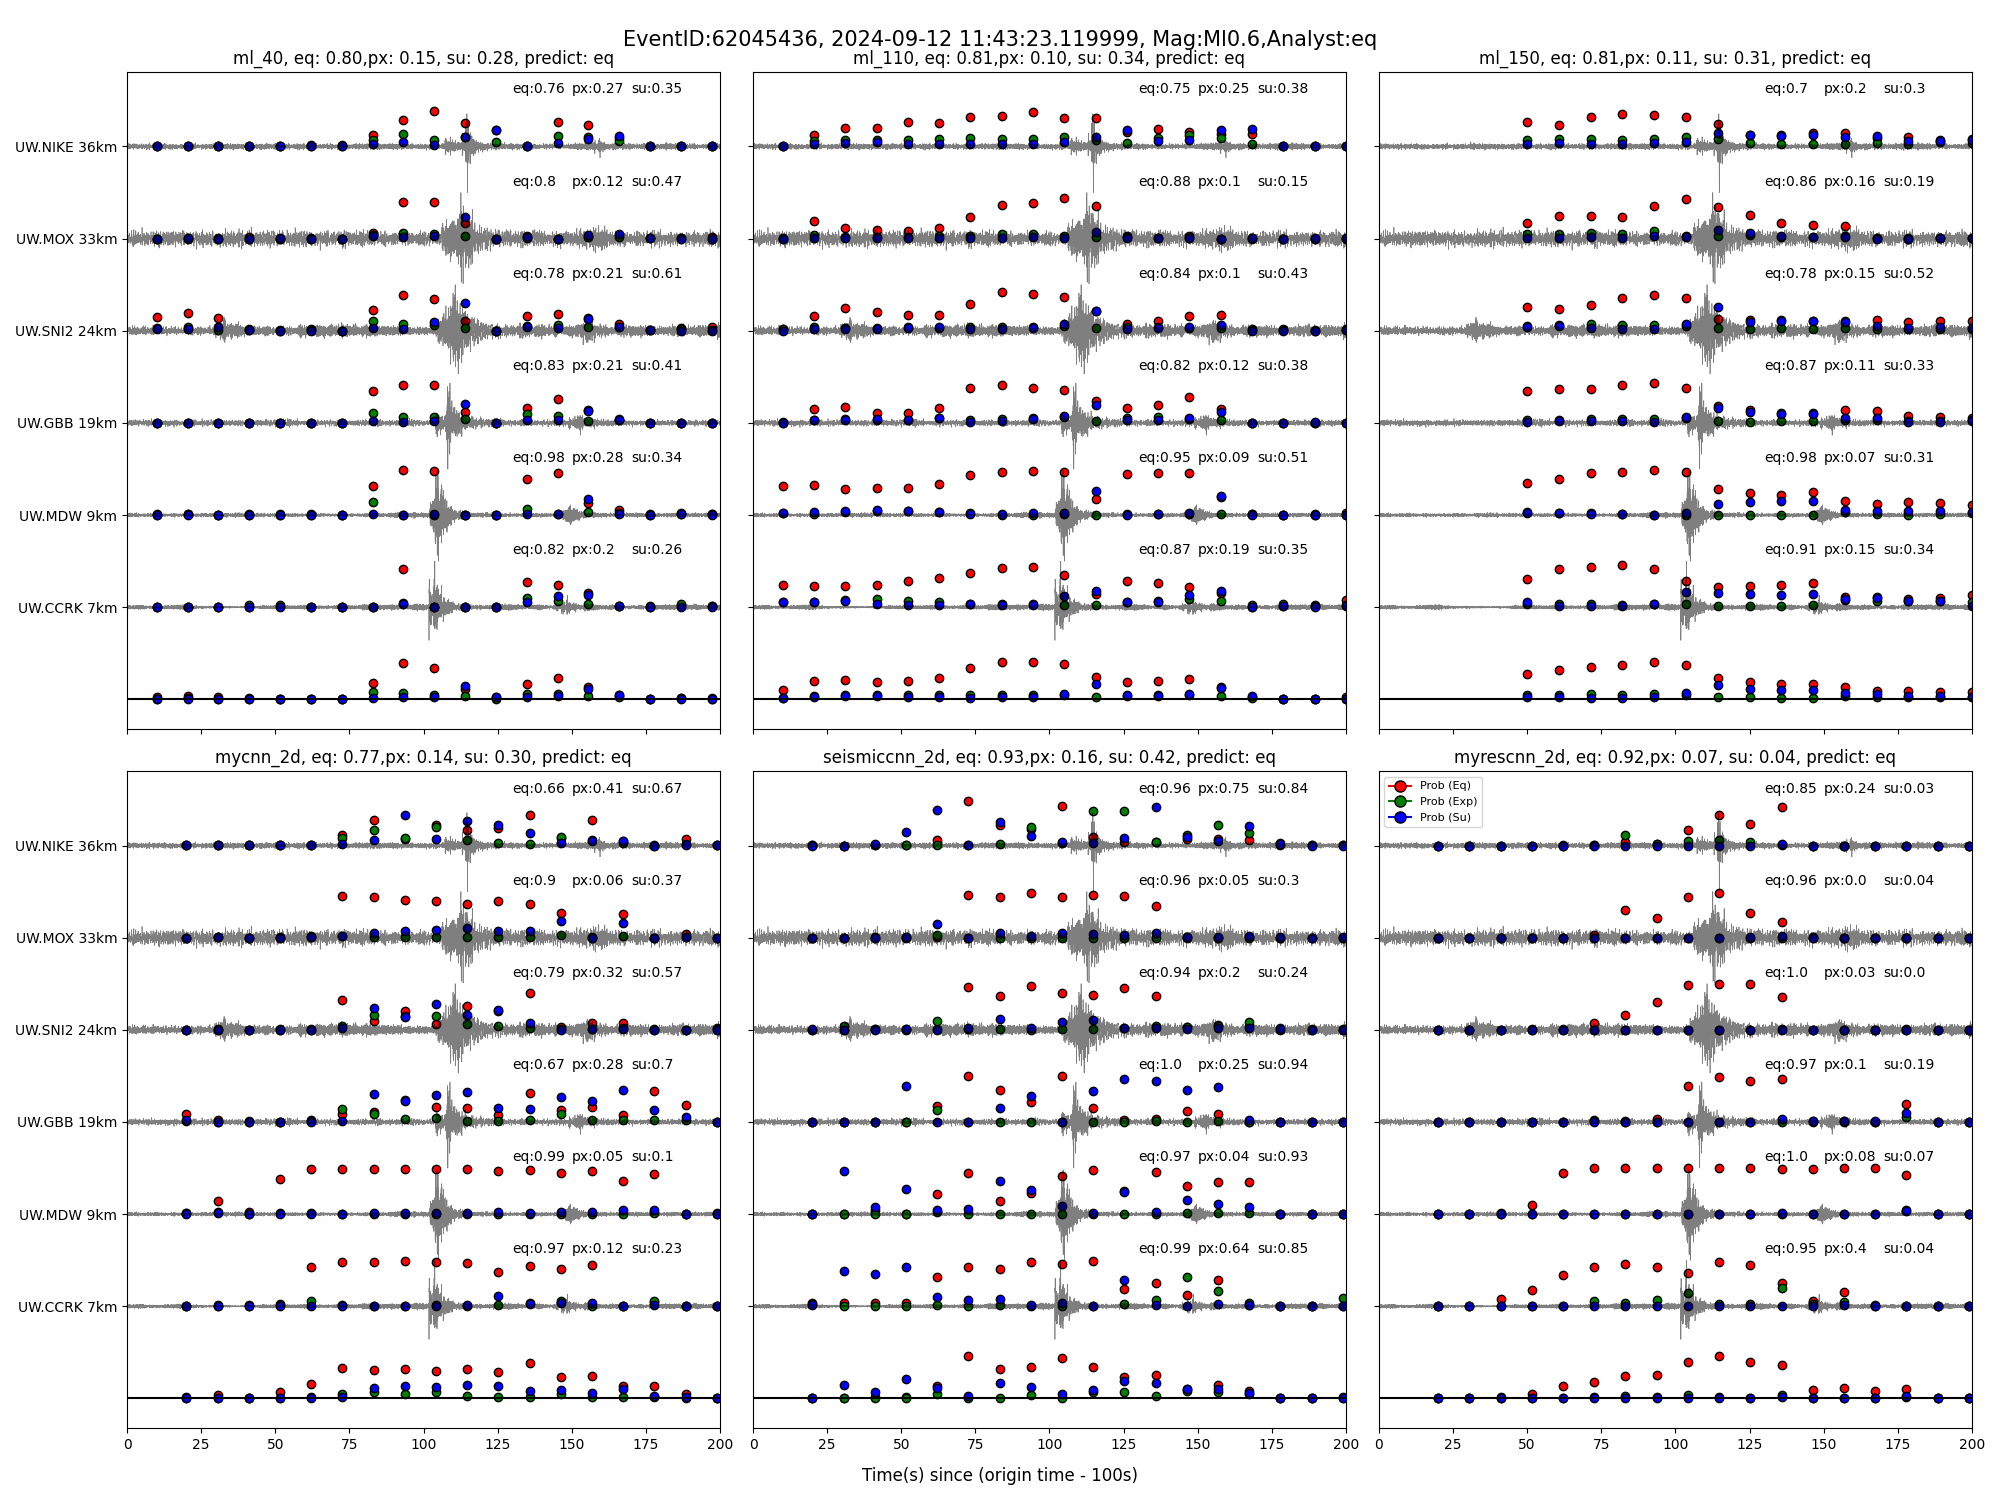 EventID:62045436, 2024-09-12 11:43:23.119999, Mag:Ml0.6,Analyst:eq
ml_40, eq: 0.80,px: 0.15, su: 0.28, predict: eq
eq:0.76 px:0.27 su:0.35
UW.NIKE 36km
eq:0.8 px:0.12 su:0.47
UW.MOX 33km
eq:0.78 px:0.21 su:0.61
UW.SNI2 24km
eq:0.83 px:0.21 su:0.41
UW.GBB 19km
eq:0.98 px:0.28 su:0.34
UW.MDW 9km
eq:0.82 px:0.2 su:0.26
UW.CCRK 7km
ml_110, eq: 0.81,px: 0.10, su: 0.34, predict: eq
eq:0.75 px:0.25 su:0.38
eq:0.88 px:0.1 su:0.15
eq:0.84 px:0.1 su:0.43
eq:0.82 px:0.12 su:0.38
eq:0.95 px:0.09 su:0.51
eq:0.87 px:0.19 su:0.35
ml_150, eq: 0.81,px: 0.11, su: 0.31, predict: eq
eq:0.7 px:0.2 su:0.3
eq:0.86 px:0.16 su:0.19
eq:0.78 px:0.15 su:0.52
eq:0.87 px:0.11 su:0.33
eq:0.98 px:0.07 su:0.31
eq:0.91 px:0.15 su:0.34
mycnn_2d, eq: 0.77,px: 0.14, su: 0.30, predict: eq
eq:0.66 px:0.41 su:0.67
UW.NIKE 36km
eq:0.9 px:0.06 su:0.37
UW.MOX 33km
eq:0.79 px:0.32 su:0.57
UW.SNI2 24km
eq:0.67 px:0.28 su:0.7
UW.GBB 19km
eq:0.99 px:0.05 su:0.1
UW.MDW 9km
eq:0.97 px:0.12 su:0.23
UW.CCRK 7km
0 25 50 75 100 125 150 175 200
seismiccnn_2d, eq: 0.93,px: 0.16, su: 0.42, predict: eq
eq:0.96 px:0.75 su:0.84
eq:0.96 px:0.05 su:0.3
eq:0.94 px:0.2 su:0.24
eq:1.0 px:0.25 su:0.94
eq:0.97 px:0.04 su:0.93
eq:0.99 px:0.64 su:0.85
0 25 50 75 100 125 150 175 200
myrescnn_2d, eq: 0.92,px: 0.07, su: 0.04, predict: eq
Prob (Eq)
Prob (Exp)
Prob (Su)
eq:0.85 px:0.24 su:0.03
eq:0.96 px:0.0 su:0.04
eq:1.0 px:0.03 su:0.0
eq:0.97 px:0.1 su:0.19
eq:1.0 px:0.08 su:0.07
eq:0.95 px:0.4 su:0.04
0 25 50 75 100 125 150 175 200
Time(s) since (origin time - 100s)